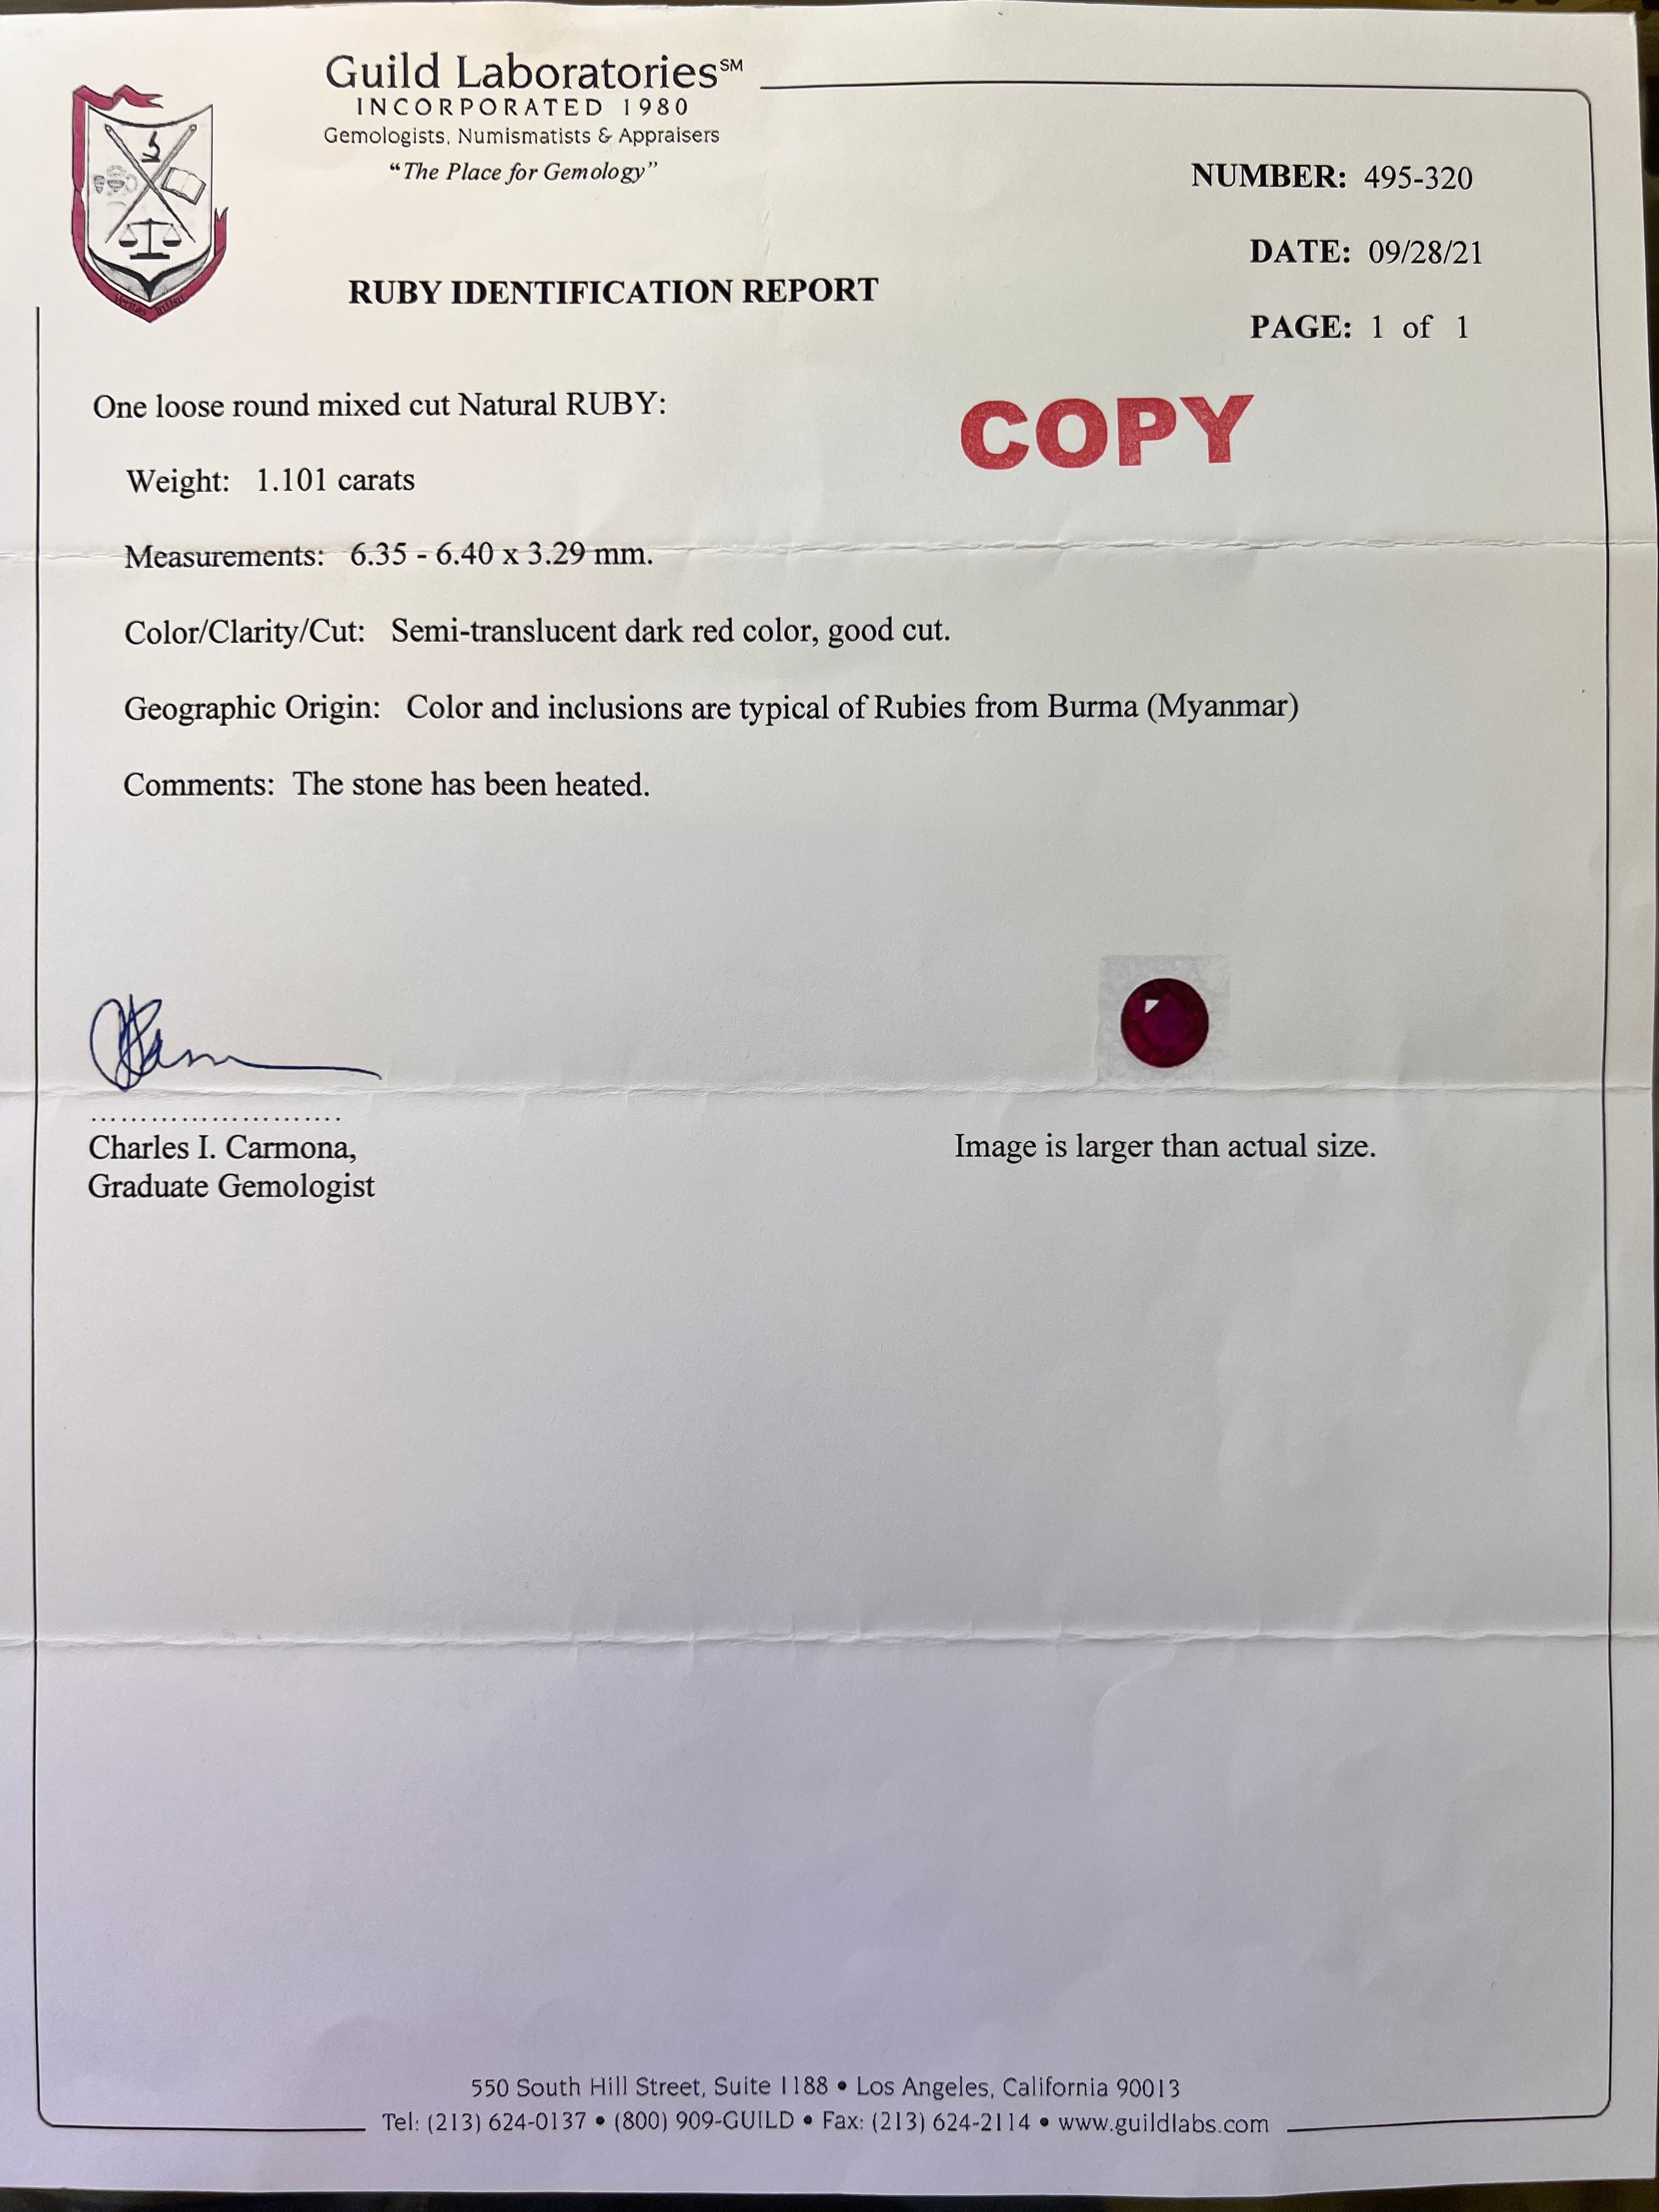 Guild Laboratories℠
INCORPORATED 1980
Gemologists, Numismatists & Appraisers
“The Place for Gemology”
NUMBER: 495-320
DATE: 09/28/21
PAGE: 1 of 1
RUBY IDENTIFICATION REPORT
COPY
One loose round mixed cut Natural RUBY:
Weight: 1.101 carats
Measurements: 6.35 - 6.40 x 3.29 mm.
Color/Clarity/Cut: Semi-translucent dark red color, good cut.
Geographic Origin: Color and inclusions are typical of Rubies from Burma (Myanmar)
Comments: The stone has been heated.
........................
Charles I. Carmona,
Graduate Gemologist
Image is larger than actual size.
550 South Hill Street, Suite 1188 • Los Angeles, California 90013
Tel: (213) 624-0137 • (800) 909-GUILD • Fax: (213) 624-2114 • www.guildlabs.com